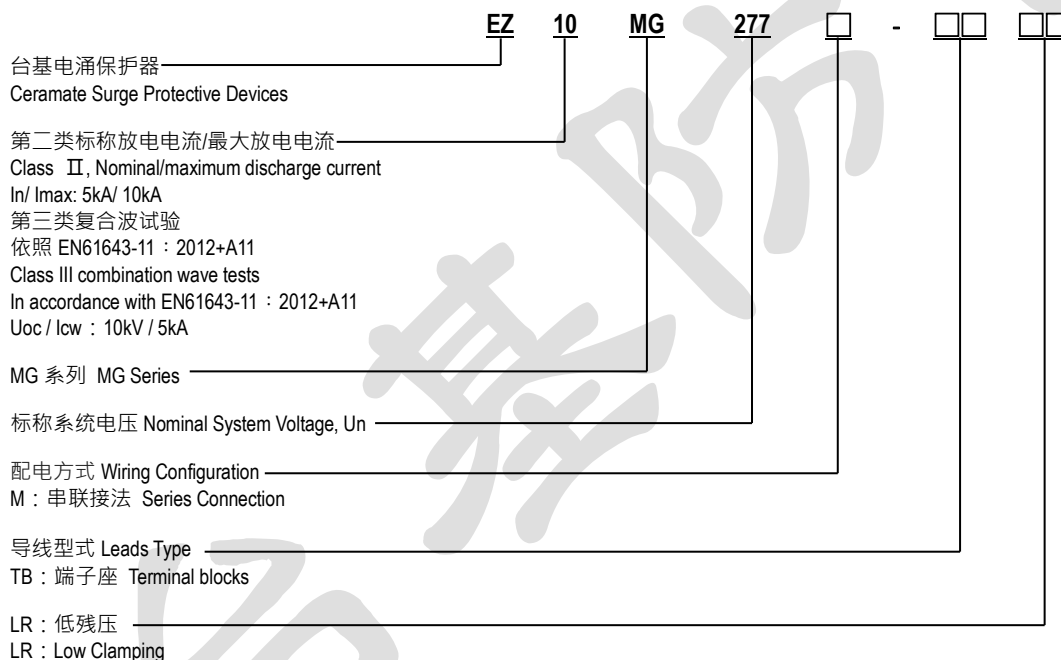 EZ 10 MG 277 □ - □□ □□
台基电涌保护器
Ceramate Surge Protective Devices
第二类标称放电电流/最大放电电流
Class Ⅱ, Nominal/maximum discharge current
In/ Imax: 5kA/ 10kA
第三类复合波试验
依照 EN61643-11：2012+A11
Class III combination wave tests
In accordance with EN61643-11：2012+A11
Uoc / Icw：10kV / 5kA
MG 系列 MG Series
标称系统电压 Nominal System Voltage, Un
配电方式 Wiring Configuration
M：串联接法 Series Connection
导线型式 Leads Type
TB：端子座 Terminal blocks
LR：低残压
LR：Low Clamping